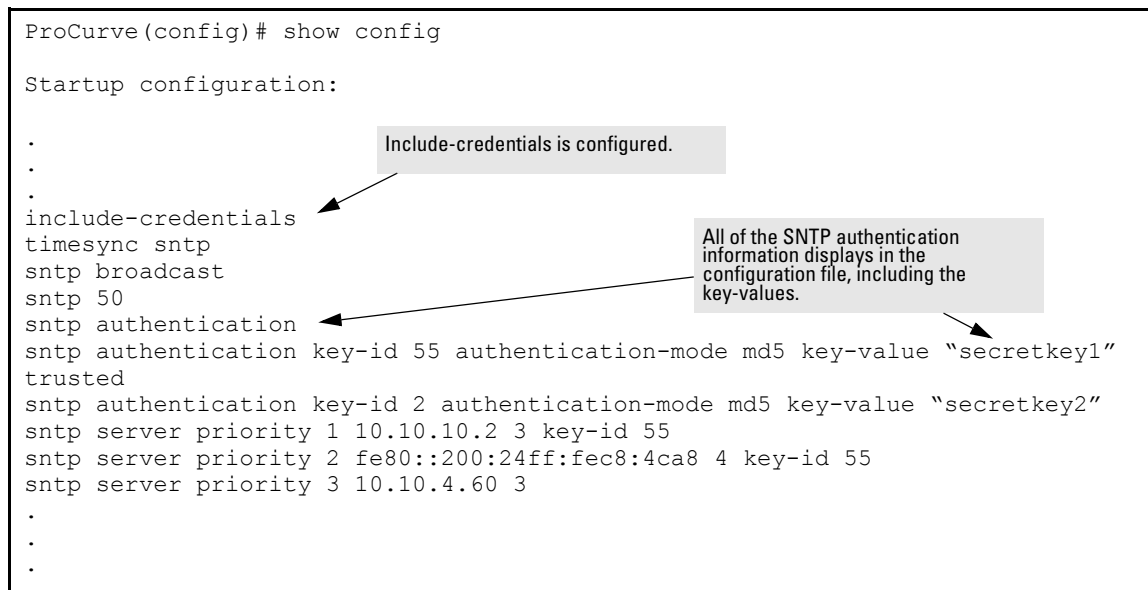 ProCurve(config)# show config
Startup configuration:
.
.
.
Include-credentials is configured.
include-credentials
timesync sntp
sntp broadcast
sntp 50
All of the SNTP authentication
information displays in the
configuration file, including the
key-values.
sntp authentication
sntp authentication key-id 55 authentication-mode md5 key-value “secretkey1”
trusted
sntp authentication key-id 2 authentication-mode md5 key-value “secretkey2”
sntp server priority 1 10.10.10.2 3 key-id 55
sntp server priority 2 fe80::200:24ff:fec8:4ca8 4 key-id 55
sntp server priority 3 10.10.4.60 3
.
.
.